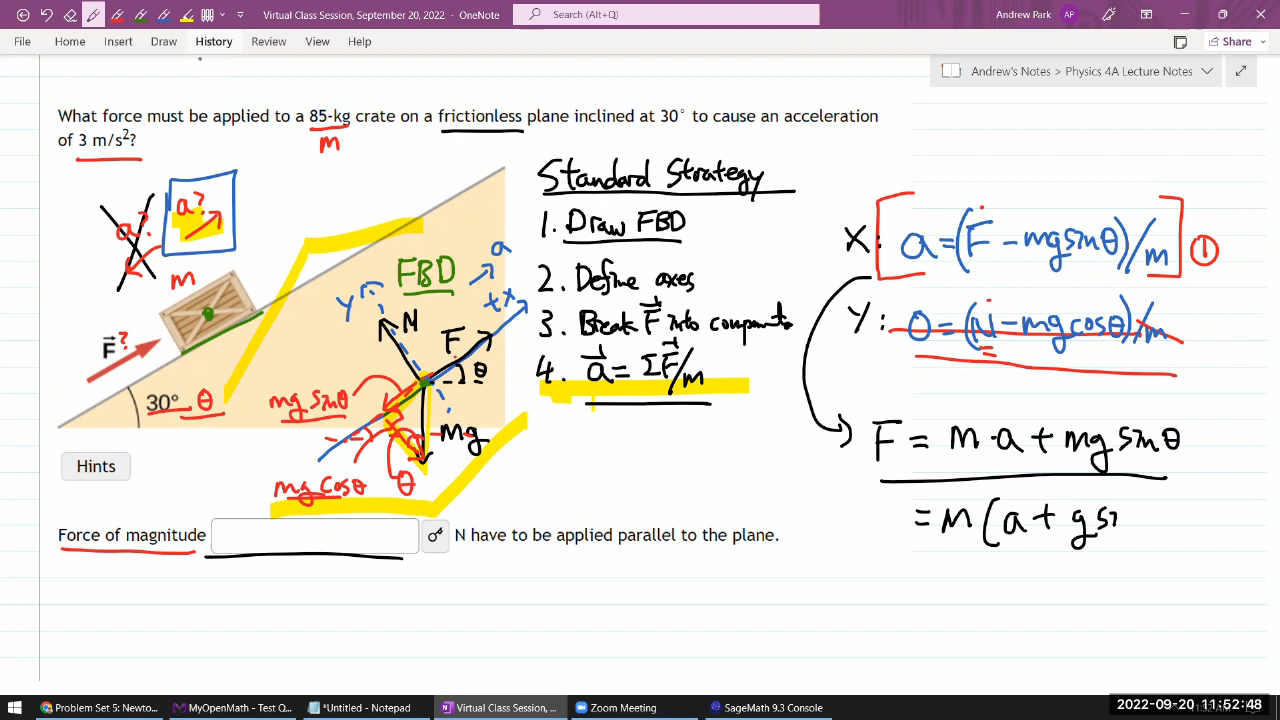 Virtual Class Session, September 20, 2022 - OneNote
Search (Alt+Q)
Andrew Park AP
File Home Insert Draw History Review View Help
Share
Andrew's Notes > Physics 4A Lecture Notes
What force must be applied to a 85-kg crate on a frictionless plane inclined at 30° to cause an acceleration
of 3 m/s²?
m
a?
a?
m
F?
30° θ
FBD
a
Y
+x
N
F
θ
mg sinθ
mg
mg cosθ
θ
Standard Strategy
1. Draw FBD
2. Define axes
3. Break F⃗ into components
4. a⃗ = ΣF⃗/m
X: a = (F - mg sinθ)/m ①
Y: 0 = (N - mg cosθ)/m
F = m·a + mg sinθ
= m(a + g si
Hints
Force of magnitude N have to be applied parallel to the plane.
Problem Set 5: Newto... MyOpenMath - Test Q... *Untitled - Notepad Virtual Class Session, ... Zoom Meeting SageMath 9.3 Console
2022-09-20 11:52:48